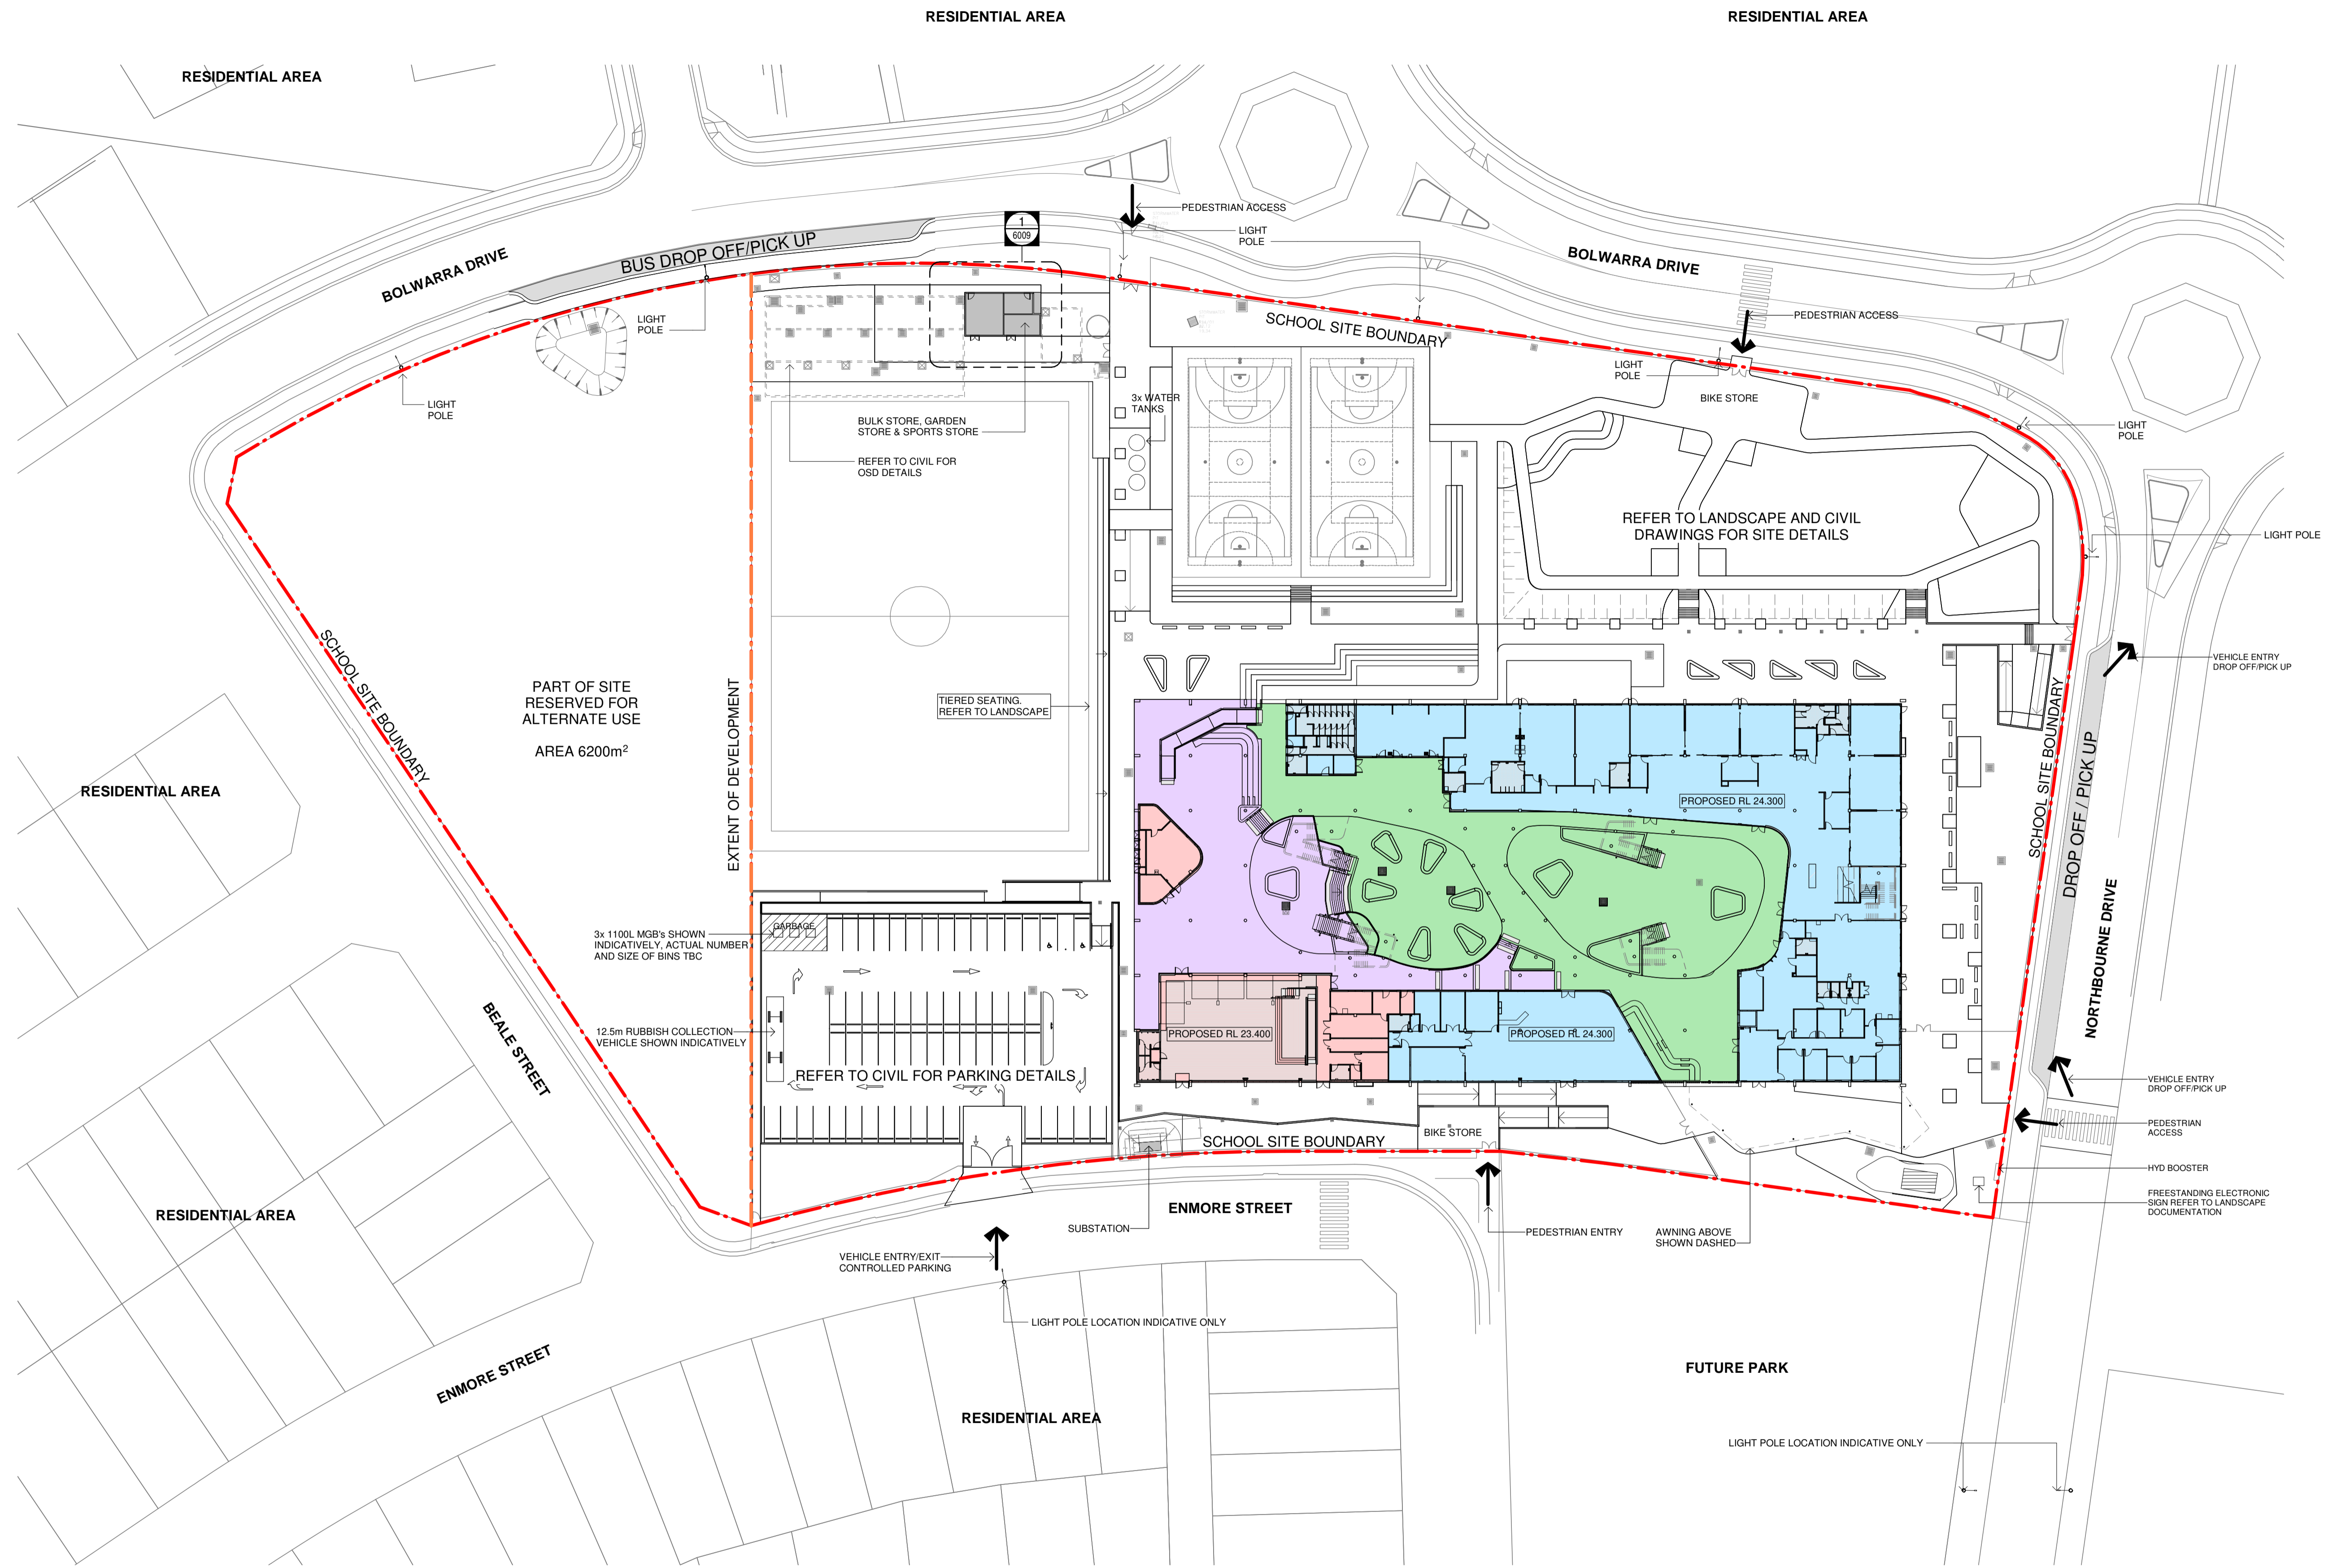 RESIDENTIAL AREA
RESIDENTIAL AREA
RESIDENTIAL AREA
PEDESTRIAN ACCESS
1
6009
LIGHT
POLE
BUS DROP OFF/PICK UP
BOLWARRA DRIVE
BOLWARRA DRIVE
PEDESTRIAN ACCESS
LIGHT
POLE
SCHOOL SITE BOUNDARY
LIGHT
POLE
BIKE STORE
LIGHT
POLE
3x WATER
TANKS
BULK STORE, GARDEN
STORE & SPORTS STORE
LIGHT
POLE
REFER TO CIVIL FOR
OSD DETAILS
REFER TO LANDSCAPE AND CIVIL
DRAWINGS FOR SITE DETAILS
LIGHT POLE
SCHOOL SITE BOUNDARY
VEHICLE ENTRY
DROP OFF/PICK UP
PART OF SITE
RESERVED FOR
ALTERNATE USE
AREA 6200m²
EXTENT OF DEVELOPMENT
TIERED SEATING.
REFER TO LANDSCAPE
SCHOOL SITE BOUNDARY
DROP OFF / PICK UP
RESIDENTIAL AREA
PROPOSED RL 24.300
NORTHBOURNE DRIVE
GARBAGE
3x 1100L MGB's SHOWN
INDICATIVELY, ACTUAL NUMBER
AND SIZE OF BINS TBC
12.5m RUBBISH COLLECTION
VEHICLE SHOWN INDICATIVELY
PROPOSED RL 23.400
PROPOSED RL 24.300
BEALE STREET
REFER TO CIVIL FOR PARKING DETAILS
VEHICLE ENTRY
DROP OFF/PICK UP
PEDESTRIAN
ACCESS
BIKE STORE
SCHOOL SITE BOUNDARY
HYD BOOSTER
FREESTANDING ELECTRONIC
SIGN REFER TO LANDSCAPE
DOCUMENTATION
RESIDENTIAL AREA
ENMORE STREET
SUBSTATION
PEDESTRIAN ENTRY
AWNING ABOVE
SHOWN DASHED
VEHICLE ENTRY/EXIT
CONTROLLED PARKING
LIGHT POLE LOCATION INDICATIVE ONLY
ENMORE STREET
FUTURE PARK
RESIDENTIAL AREA
LIGHT POLE LOCATION INDICATIVE ONLY